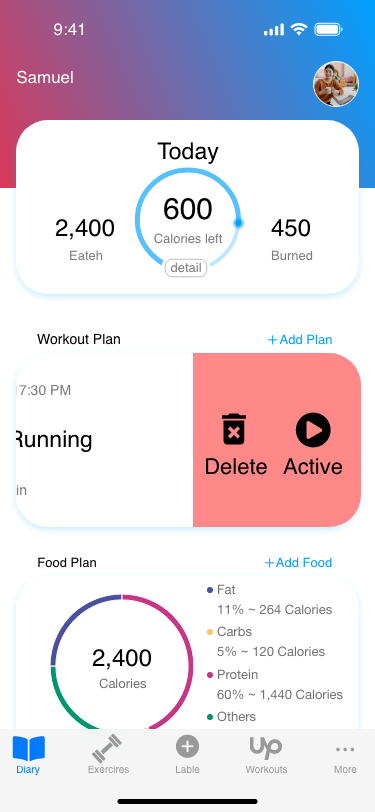 9:41
Samuel
Today
2,400
Eateh
600
Calories left
detail
450
Burned
Workout Plan
+Add Plan
17:30 PM
Running
in
Delete
Active
Food Plan
+Add Food
2,400
Calories
Fat
11% ~ 264 Calories
Carbs
5% ~ 120 Calories
Protein
60% ~ 1,440 Calories
Others
Diary
Exercires
Lable
up
Workouts
More